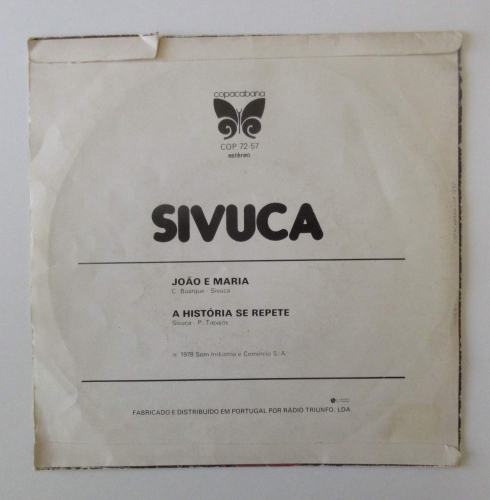 copacabana
COP 72-57
estéreo
SIVUCA
JOÃO E MARIA
C. Buarque - Sivuca
A HISTÓRIA SE REPETE
Sivuca - P. Tapajós
℗ 1978 Som Industria e Comércio S. A.
FABRICADO E DISTRIBUÍDO EM PORTUGAL POR RÁDIO TRIUNFO, LDA